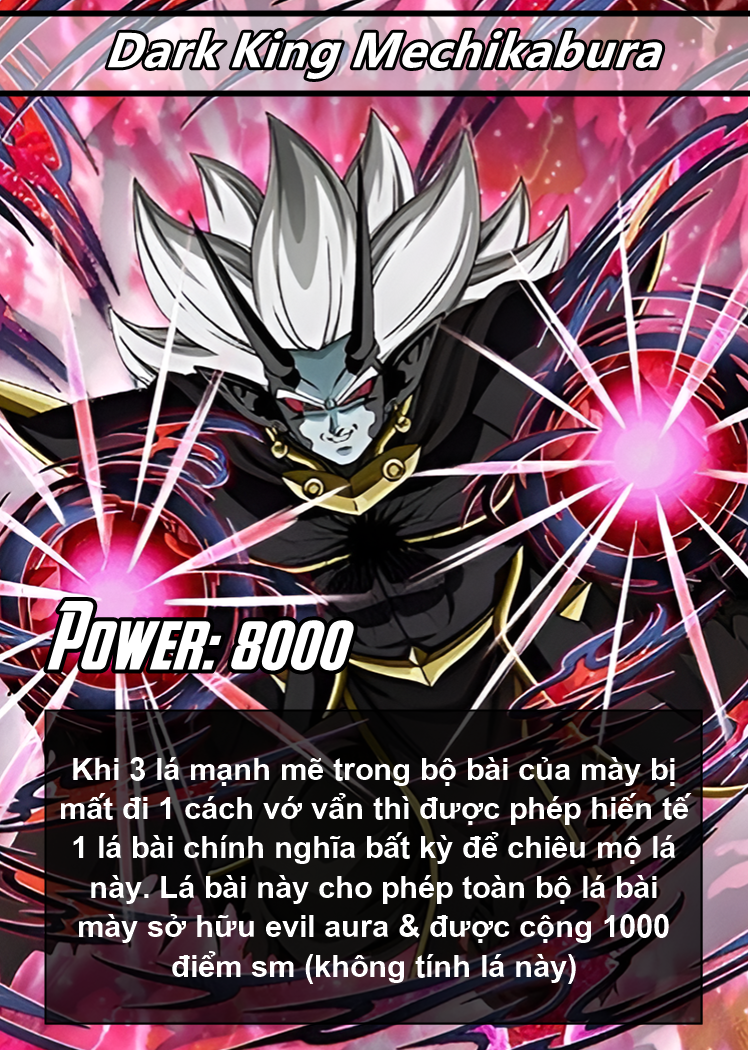 Dark King Mechikabura
Power: 8000
Khi 3 lá mạnh mẽ trong bộ bài của mày bị
mất đi 1 cách vớ vẩn thì được phép hiến tế
1 lá bài chính nghĩa bất kỳ để chiêu mộ lá
này. Lá bài này cho phép toàn bộ lá bài
mày sở hữu evil aura & được cộng 1000
điểm sm (không tính lá này)